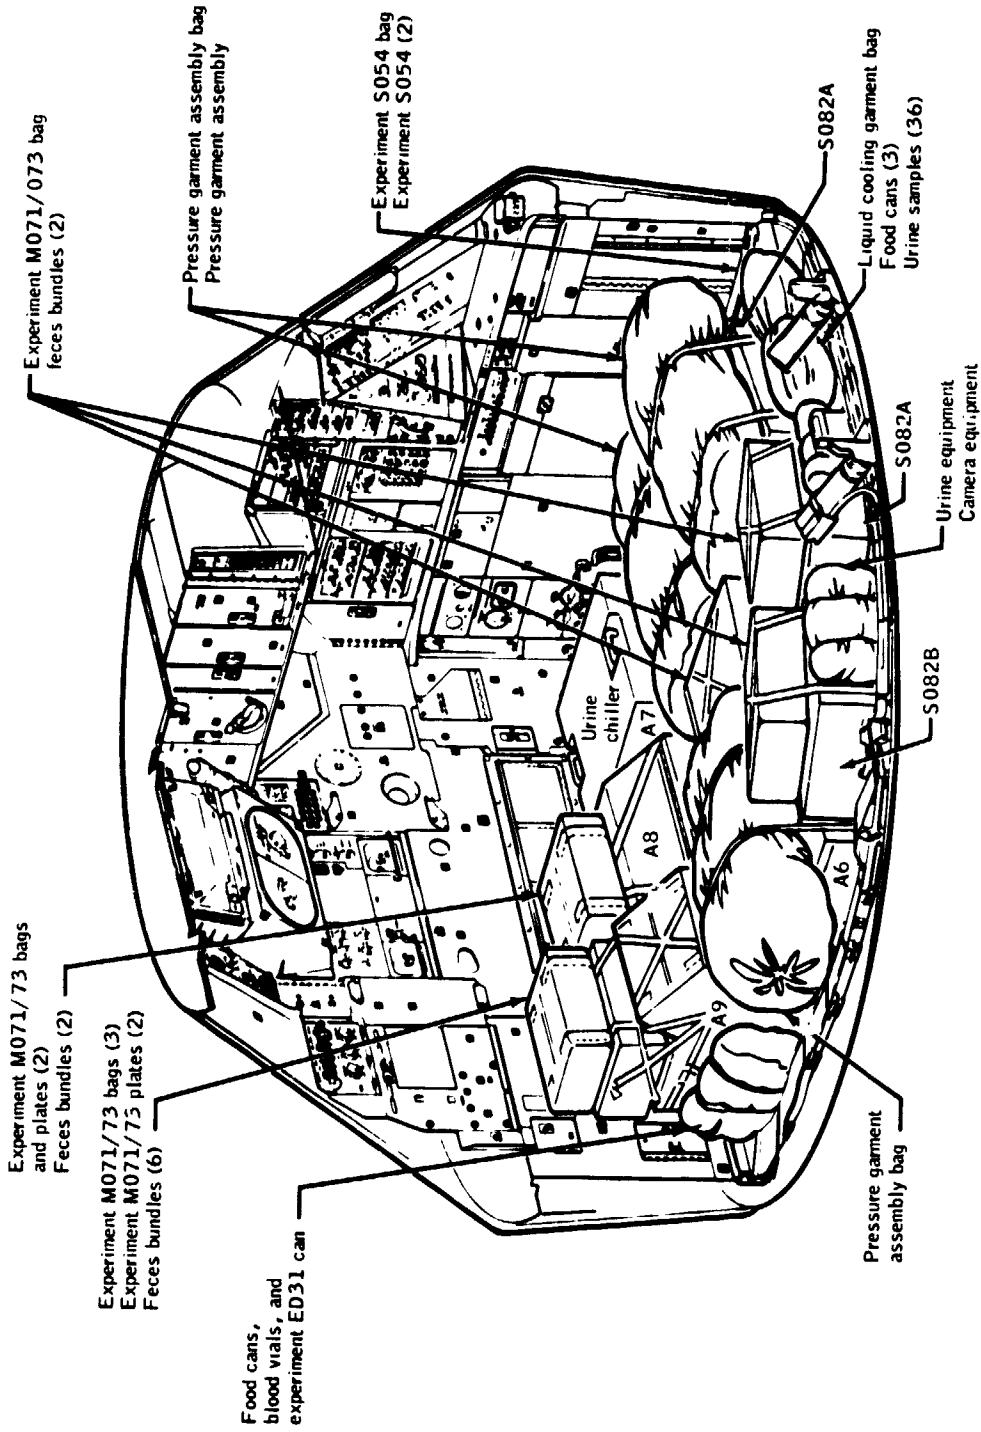 Experiment M071/73 bags
and plates (2)
Feces bundles (2)
Experiment M071/73 bags (3)
Experiment M071/73 plates (2)
Feces bundles (6)
Food cans,
blood vials, and
experiment ED31 can
Experiment M071/073 bag
feces bundles (2)
Pressure garment assembly bag
Pressure garment assembly
Experiment S054 bag
Experiment S054 (2)
S082A
Liquid cooling garment bag
Food cans (3)
Urine samples (36)
S082A
Urine equipment
Camera equipment
S082B
Pressure garment
assembly bag
Urine
chiller
A7
A8
A9
A6